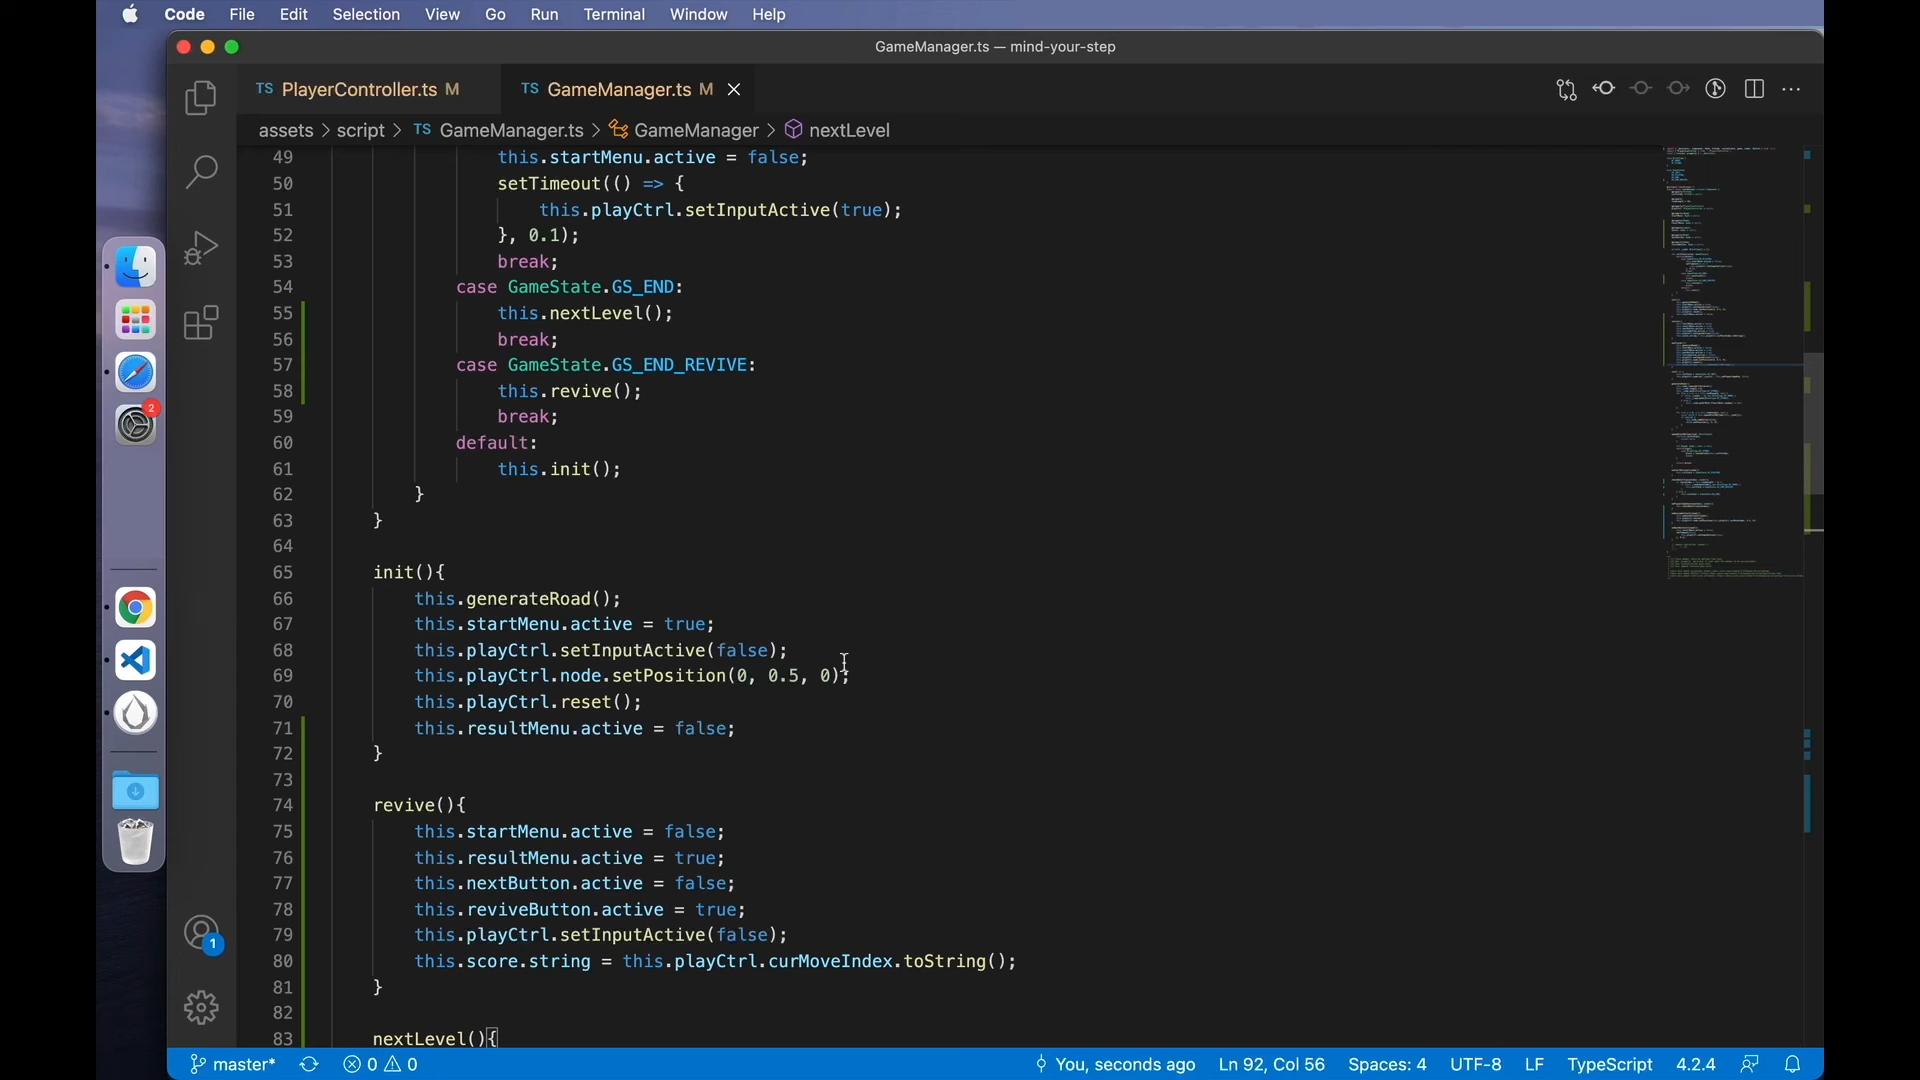 Code File Edit Selection View Go Run Terminal Window Help
GameManager.ts — mind-your-step
TS PlayerController.ts M
TS GameManager.ts M
assets > script > TS GameManager.ts > GameManager > nextLevel
49 this.startMenu.active = false;
50 setTimeout(() => {
51 this.playCtrl.setInputActive(true);
52 }, 0.1);
53 break;
54 case GameState.GS_END:
55 this.nextLevel();
56 break;
57 case GameState.GS_END_REVIVE:
58 this.revive();
59 break;
60 default:
61 this.init();
62 }
63 }
64
65 init(){
66 this.generateRoad();
67 this.startMenu.active = true;
68 this.playCtrl.setInputActive(false);
69 this.playCtrl.node.setPosition(0, 0.5, 0);
70 this.playCtrl.reset();
71 this.resultMenu.active = false;
72 }
73
74 revive(){
75 this.startMenu.active = false;
76 this.resultMenu.active = true;
77 this.nextButton.active = false;
78 this.reviveButton.active = true;
79 this.playCtrl.setInputActive(false);
80 this.score.string = this.playCtrl.curMoveIndex.toString();
81 }
82
83 nextLevel(){
2
1
master* 0 0 You, seconds ago Ln 92, Col 56 Spaces: 4 UTF-8 LF TypeScript 4.2.4